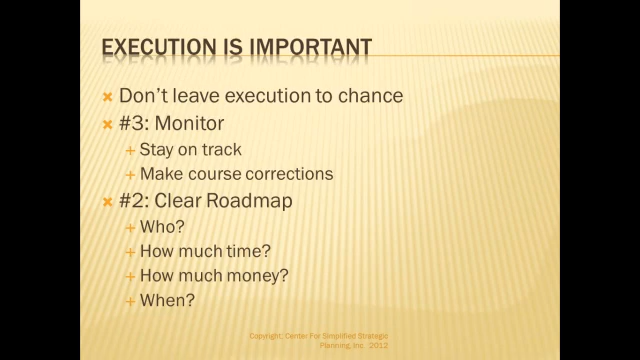 EXECUTION IS IMPORTANT
Don't leave execution to chance
#3: Monitor
Stay on track
Make course corrections
#2: Clear Roadmap
Who?
How much time?
How much money?
When?
Copyright, Center For Simplified Strategic
Planning, Inc. 2012